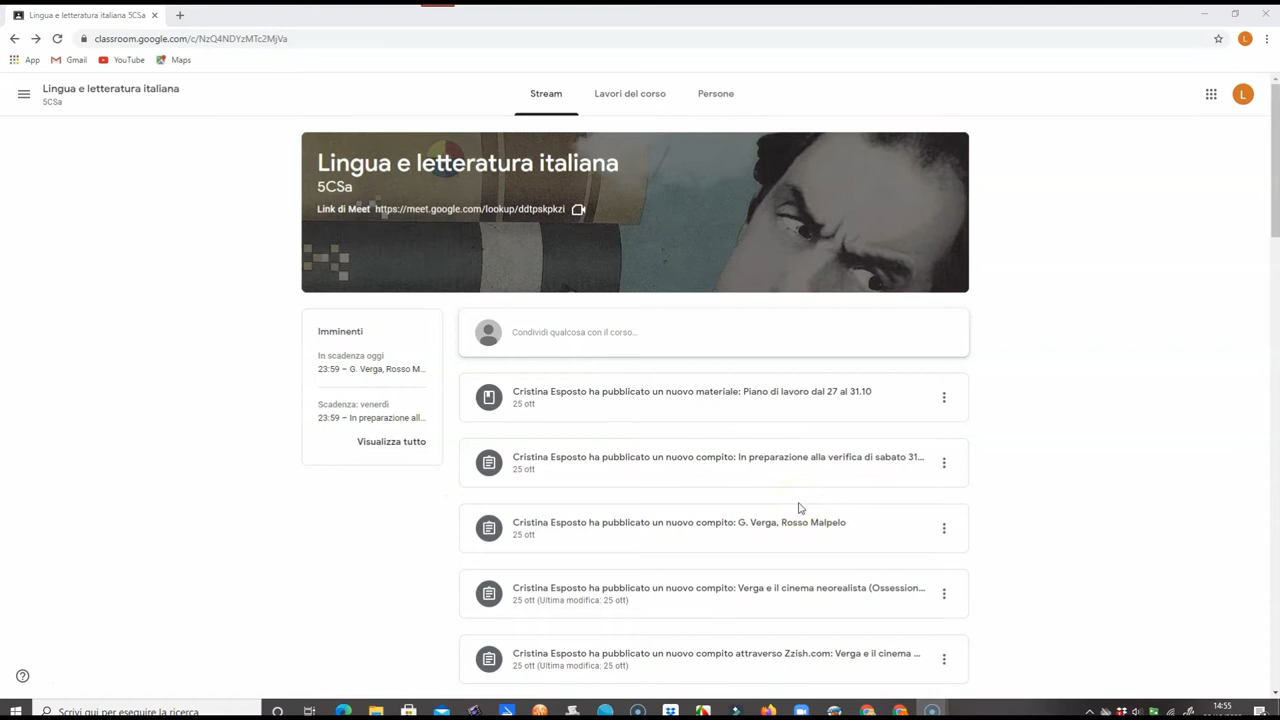 Lingua e letteratura italiana 5CSa
classroom.google.com/c/NzQ4NDYzMTc2MjVa
App Gmail YouTube Maps
Lingua e letteratura italiana
5CSa
Stream Lavori del corso Persone
L
Lingua e letteratura italiana
5CSa
Link di Meet https://meet.google.com/lookup/ddtpskpkzi
Imminenti
In scadenza oggi
23:59 – G. Verga, Rosso M...
Scadenza: venerdì
23:59 – In preparazione all...
Visualizza tutto
Condividi qualcosa con il corso...
Cristina Esposto ha pubblicato un nuovo materiale: Piano di lavoro dal 27 al 31.10
25 ott
Cristina Esposto ha pubblicato un nuovo compito: In preparazione alla verifica di sabato 31...
25 ott
Cristina Esposto ha pubblicato un nuovo compito: G. Verga, Rosso Malpelo
25 ott
Cristina Esposto ha pubblicato un nuovo compito: Verga e il cinema neorealista (Ossession...
25 ott (Ultima modifica: 25 ott)
Cristina Esposto ha pubblicato un nuovo compito attraverso Zzish.com: Verga e il cinema ...
25 ott (Ultima modifica: 25 ott)
Scrivi qui per eseguire la ricerca
14:55